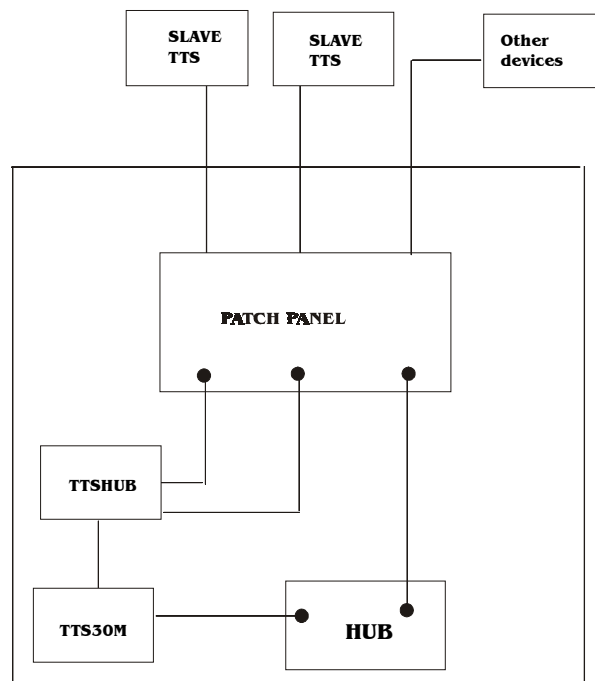 SLAVE
TTS
SLAVE
TTS
Other
devices
PATCH PANEL
TTSHUB
TTS30M
HUB